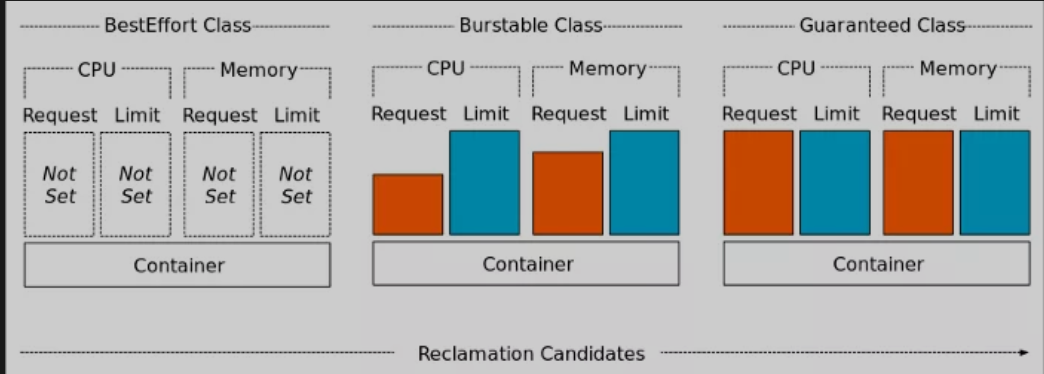 BestEffort Class
Burstable Class
Guaranteed Class
CPU
Memory
CPU
Memory
CPU
Memory
Request
Limit
Request
Limit
Request
Limit
Request
Limit
Request
Limit
Request
Limit
Not
Set
Not
Set
Not
Set
Not
Set
Container
Container
Container
Reclamation Candidates